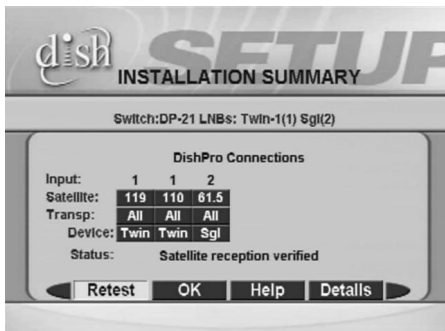 dish SETUP
INSTALLATION SUMMARY
Switch:DP-21 LNBs: Twin-1(1) Sgl(2)
DishPro Connections
Input: 1 1 2
Satellite: 119 110 61.5
Transp: All All All
Device: Twin Twin Sgl
Status: Satellite reception verified
Retest OK Help Details